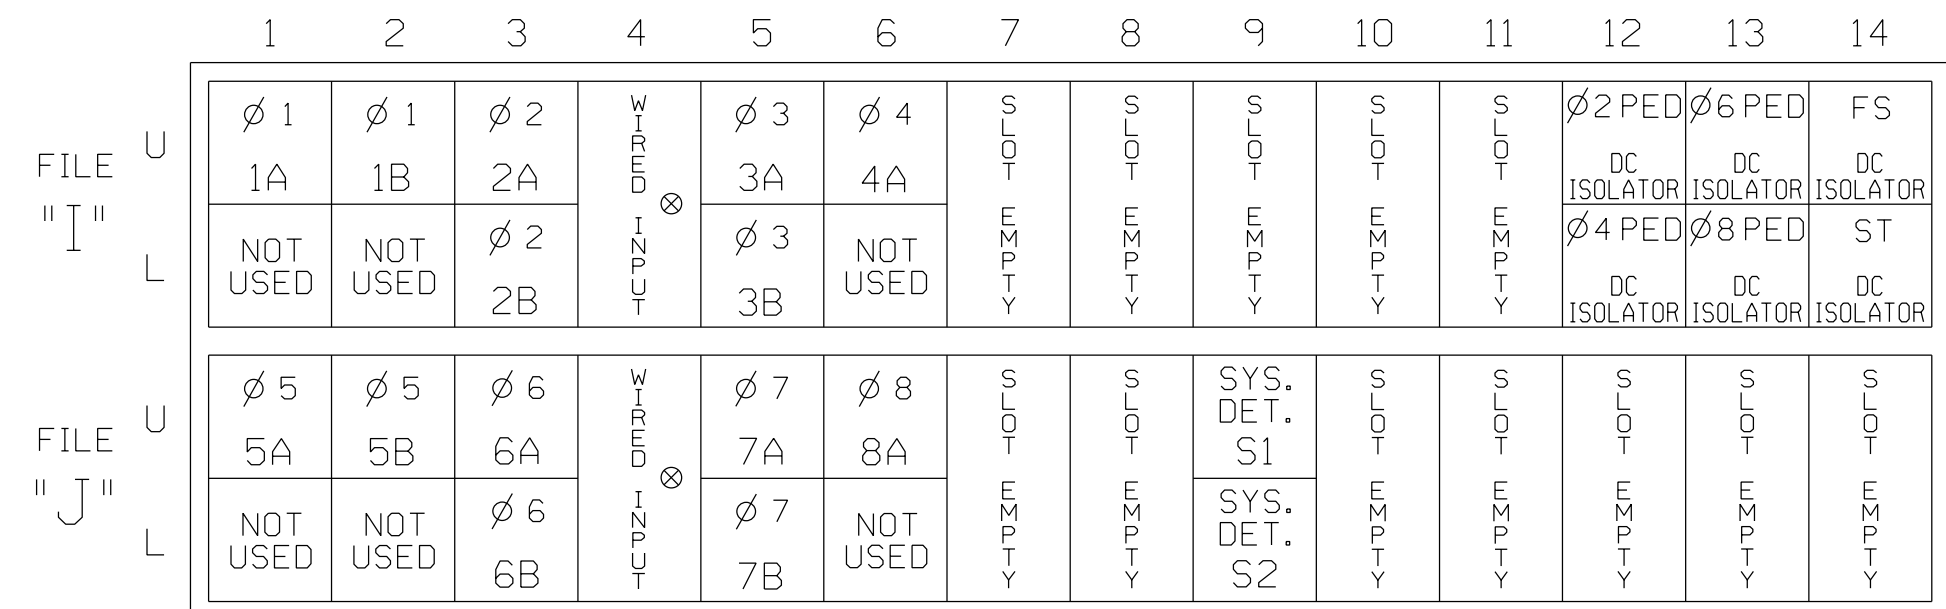 1 2 3 4 5 6 7 8 9 10 11 12 13 14
FILE "I"
U
Ø 1 Ø 1 Ø 2 WIRED INPUT ⊗ Ø 3 Ø 4 SLOT EMPTY SLOT EMPTY SLOT EMPTY SLOT EMPTY SLOT EMPTY Ø 2 PED Ø 6 PED FS
1A 1B 2A 3A 4A DC ISOLATOR DC ISOLATOR DC ISOLATOR
L
NOT USED NOT USED Ø 2 Ø 3 NOT USED Ø 4 PED Ø 8 PED ST
2B 3B DC ISOLATOR DC ISOLATOR DC ISOLATOR
FILE "J"
U
Ø 5 Ø 5 Ø 6 WIRED INPUT ⊗ Ø 7 Ø 8 SLOT EMPTY SLOT EMPTY SYS. DET. SLOT EMPTY SLOT EMPTY SLOT EMPTY SLOT EMPTY SLOT EMPTY
5A 5B 6A 7A 8A S1
L
NOT USED NOT USED Ø 6 Ø 7 NOT USED SYS. DET.
6B 7B S2